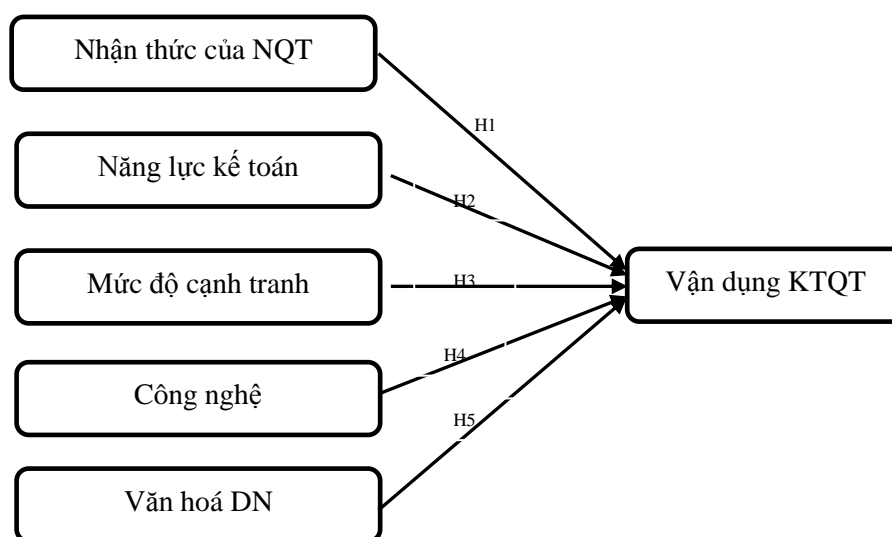 Nhận thức của NQT
H1
Năng lực kế toán
H2
Mức độ cạnh tranh
H3
Vận dụng KTQT
H4
Công nghệ
H5
Văn hoá DN